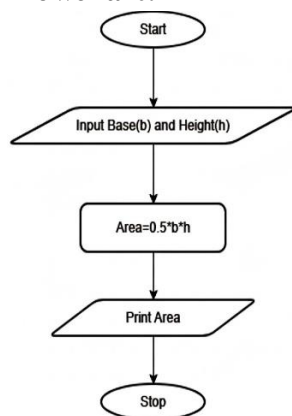 Start
Input Base(b) and Height(h)
Area=0.5*b*h
Print Area
Stop